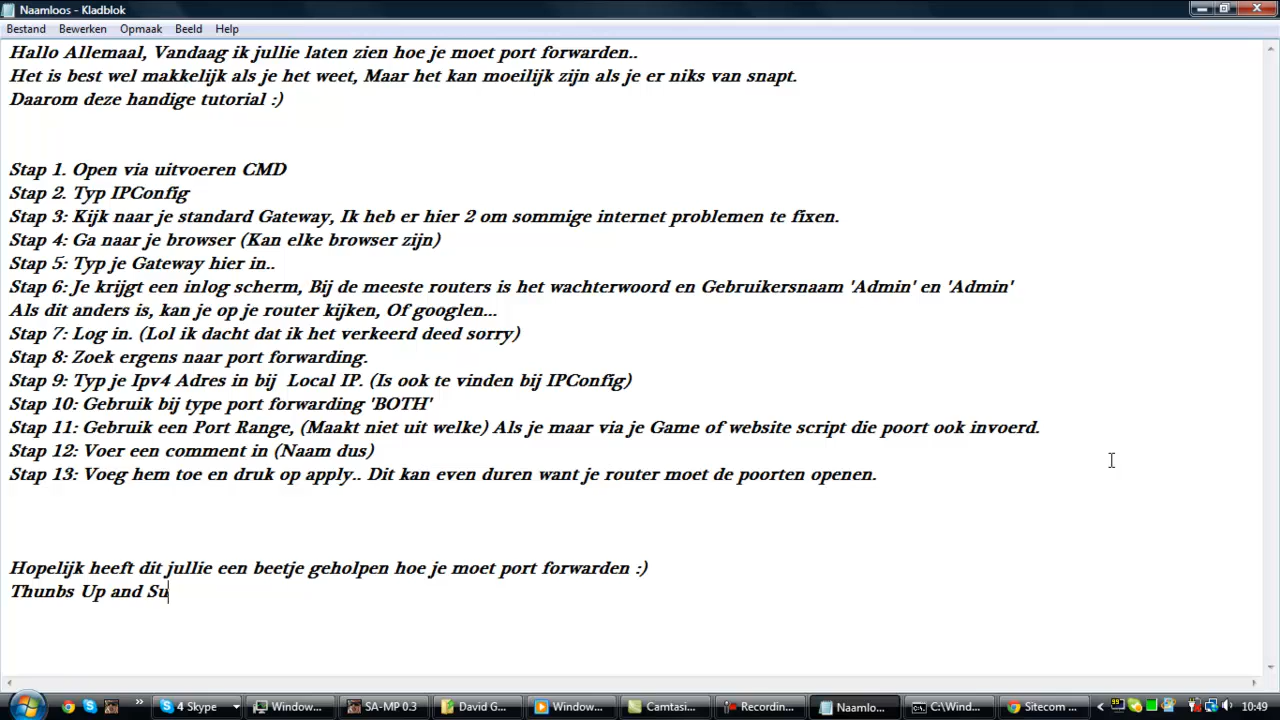 Naamloos - Kladblok
Bestand Bewerken Opmaak Beeld Help
Hallo Allemaal, Vandaag ik jullie laten zien hoe je moet port forwarden..
Het is best wel makkelijk als je het weet, Maar het kan moeilijk zijn als je er niks van snapt.
Daarom deze handige tutorial :)
Stap 1. Open via uitvoeren CMD
Stap 2. Typ IPConfig
Stap 3: Kijk naar je standard Gateway, Ik heb er hier 2 om sommige internet problemen te fixen.
Stap 4: Ga naar je browser (Kan elke browser zijn)
Stap 5: Typ je Gateway hier in..
Stap 6: Je krijgt een inlog scherm, Bij de meeste routers is het wachterwoord en Gebruikersnaam 'Admin' en 'Admin'
Als dit anders is, kan je op je router kijken, Of googlen...
Stap 7: Log in. (Lol ik dacht dat ik het verkeerd deed sorry)
Stap 8: Zoek ergens naar port forwarding.
Stap 9: Typ je Ipv4 Adres in bij  Local IP. (Is ook te vinden bij IPConfig)
Stap 10: Gebruik bij type port forwarding 'BOTH'
Stap 11: Gebruik een Port Range, (Maakt niet uit welke) Als je maar via je Game of website script die poort ook invoerd.
Stap 12: Voer een comment in (Naam dus)
Stap 13: Voeg hem toe en druk op apply.. Dit kan even duren want je router moet de poorten openen.
Hopelijk heeft dit jullie een beetje geholpen hoe je moet port forwarden :)
Thunbs Up and Su
4 Skype Window... SA-MP 0.3 David G... Window... Camtasi... Recordin... Naamlo... C:\Wind... Sitecom ... 99 10:49